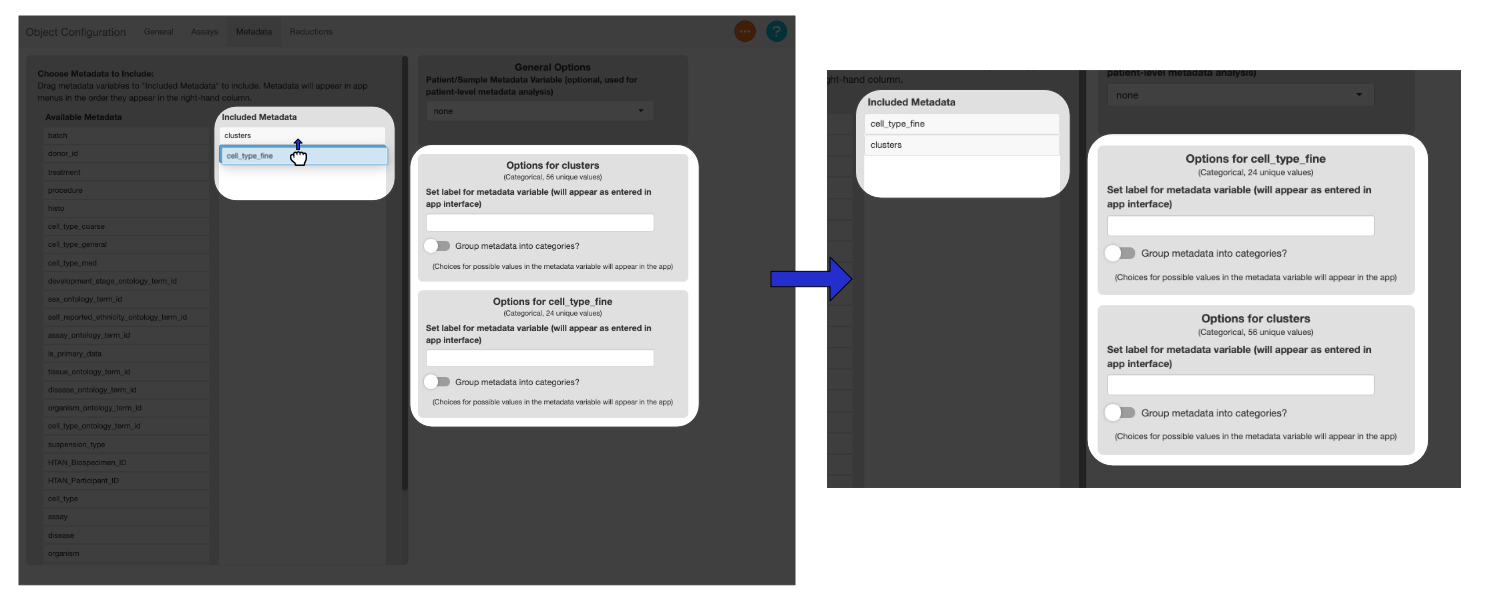 Object Configuration General Assays Metadata Reductions
Choose Metadata to Include:
Drag metadata variables to "Included Metadata" to include. Metadata will appear in app
menus in the order they appear in the right-hand column.
Available Metadata
batch
donor_id
treatment
procedure
histo
cell_type_coarse
cell_type_general
cell_type_med
development_stage_ontology_term_id
sex_ontology_term_id
self_reported_ethnicity_ontology_term_id
assay_ontology_term_id
is_primary_data
tissue_ontology_term_id
disease_ontology_term_id
organism_ontology_term_id
cell_type_ontology_term_id
suspension_type
HTAN_Biospecimen_ID
HTAN_Participant_ID
cell_type
assay
disease
organism
Included Metadata
clusters
cell_type_fine
General Options
Patient/Sample Metadata Variable (optional, used for
patient-level metadata analysis)
none
Options for clusters
(Categorical, 56 unique values)
Set label for metadata variable (will appear as entered in
app interface)
Group metadata into categories?
(Choices for possible values in the metadata variable will appear in the app)
Options for cell_type_fine
(Categorical, 24 unique values)
Set label for metadata variable (will appear as entered in
app interface)
Group metadata into categories?
(Choices for possible values in the metadata variable will appear in the app)
?
ht-hand column.
Included Metadata
cell_type_fine
clusters
patient-level metadata analysis)
none
Options for cell_type_fine
(Categorical, 24 unique values)
Set label for metadata variable (will appear as entered in
app interface)
Group metadata into categories?
(Choices for possible values in the metadata variable will appear in the app)
Options for clusters
(Categorical, 56 unique values)
Set label for metadata variable (will appear as entered in
app interface)
Group metadata into categories?
(Choices for possible values in the metadata variable will appear in the app)